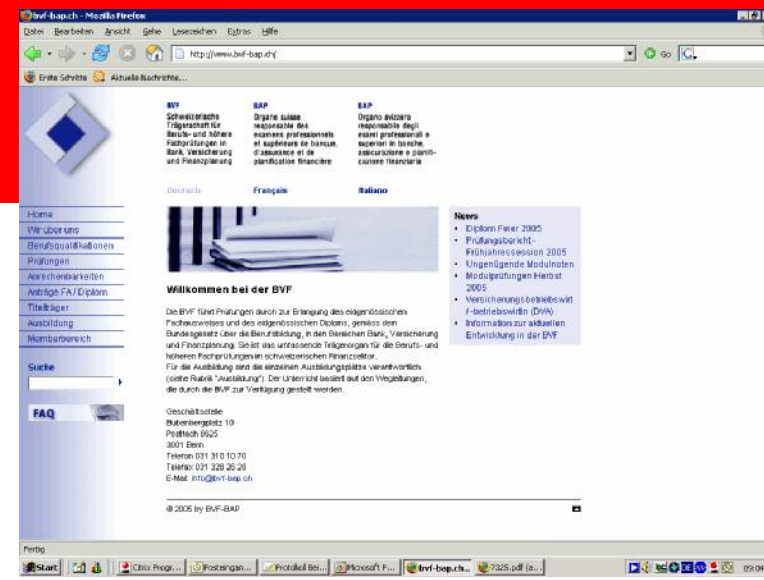 bvf-bap.ch - Mozilla Firefox
Datei Bearbeiten Ansicht Gehe Lesezeichen Extras Hilfe
http://www.bvf-bap.ch/
Go
Erste Schritte Aktuelle Nachrichte...
BVF
Schweizerische
Trägerschaft für
Berufs- und höhere
Fachprüfungen in
Bank, Versicherung
und Finanzplanung
BAP
Organe suisse
responsable des
examens professionnels
et supérieurs de banque,
d'assurance et de
planification financière
BAP
Organo svizzero
responsabile degli
esami professionali e
superiori in banche,
assicurazione e pianifi-
cazione finanziaria
Deutsch Français Italiano
Home
Wir über uns
Berufsqualifikationen
Prüfungen
Anrechenbarkeiten
Anträge FA / Diplom
Titelträger
Ausbildung
Memberbereich
Suche
FAQ
Willkommen bei der BVF
Die BVF führt Prüfungen durch zur Erlangung des eidgenössischen
Fachausweises und des eidgenössischen Diploms, gemäss dem
Bundesgesetz über die Berufsbildung, in den Bereichen Bank, Versicherung
und Finanzplanung. Sie ist das umfassende Trägerorgan für die Berufs- und
höheren Fachprüfungen im schweizerischen Finanzsektor.
Für die Ausbildung sind die einzelnen Ausbildungsplätze verantwortlich
(siehe Rubrik "Ausbildung"). Der Unterricht basiert auf den Wegleitungen,
die durch die BVF zur Verfügung gestellt werden.
Geschäftsstelle
Bubenbergplatz 10
Postfach 8625
3001 Bern
Telefon 031 310 10 70
Telefax 031 328 26 28
E-Mail: info@bvf-bap.ch
© 2005 by BVF-BAP
News
• Diplom Feier 2005
• Prüfungsbericht -
Frühjahressession 2005
• Ungenügende Modulnoten
• Modulprüfungen Herbst
2005
• Versicherungsbetriebswirt
/-betriebswirtin (DVA)
• Information zur aktuellen
Entwicklung in der BVF
Fertig
Start Citrix Progr... Posteingan... Protokoll Bei... Microsoft P... bvf-bap.ch... 7325.pdf (a... 09:04